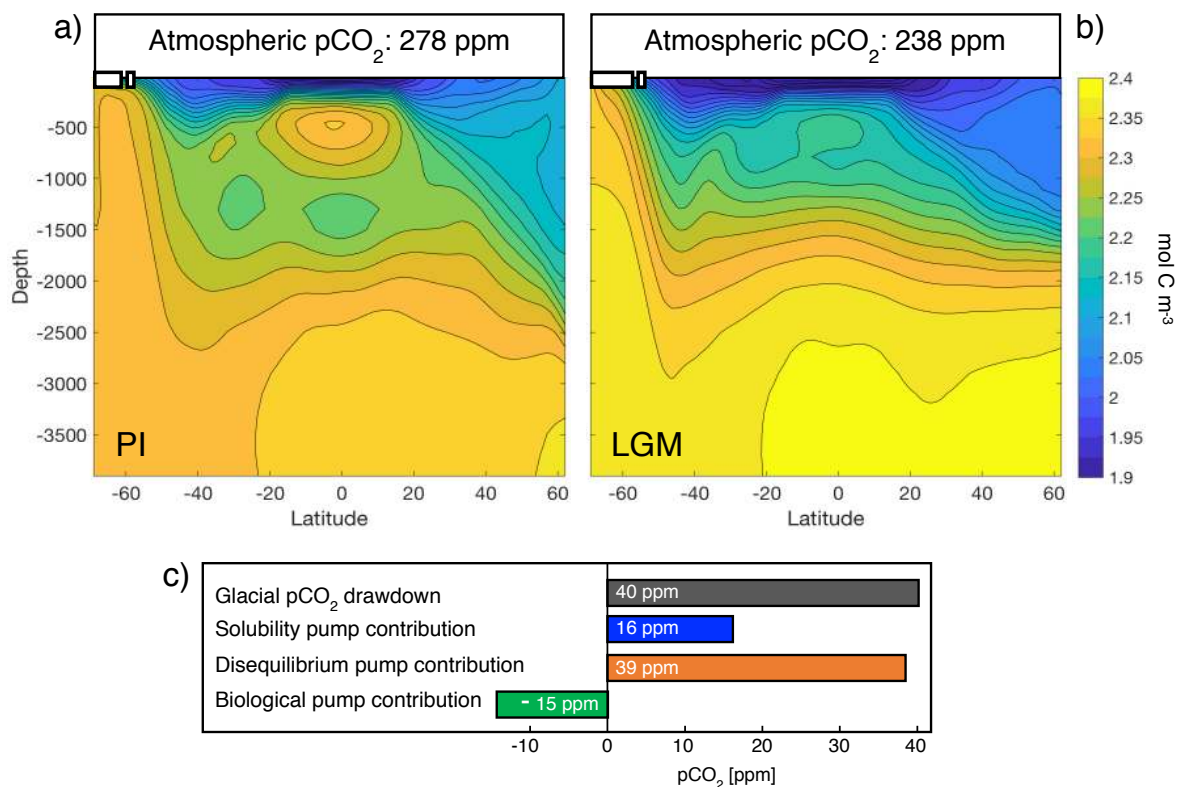 a)
Atmospheric pCO₂: 278 ppm
Atmospheric pCO₂: 238 ppm
b)
Depth
-500
-1000
-1500
-2000
-2500
-3000
-3500
PI
LGM
-60 -40 -20 0 20 40 60
Latitude
-60 -40 -20 0 20 40 60
Latitude
2.4
2.35
2.3
2.25
2.2
2.15
2.1
2.05
2
1.95
1.9
mol C m⁻³
c)
Glacial pCO₂ drawdown 40 ppm
Solubility pump contribution 16 ppm
Disequilibrium pump contribution 39 ppm
Biological pump contribution - 15 ppm
-10 0 10 20 30 40
pCO₂ [ppm]